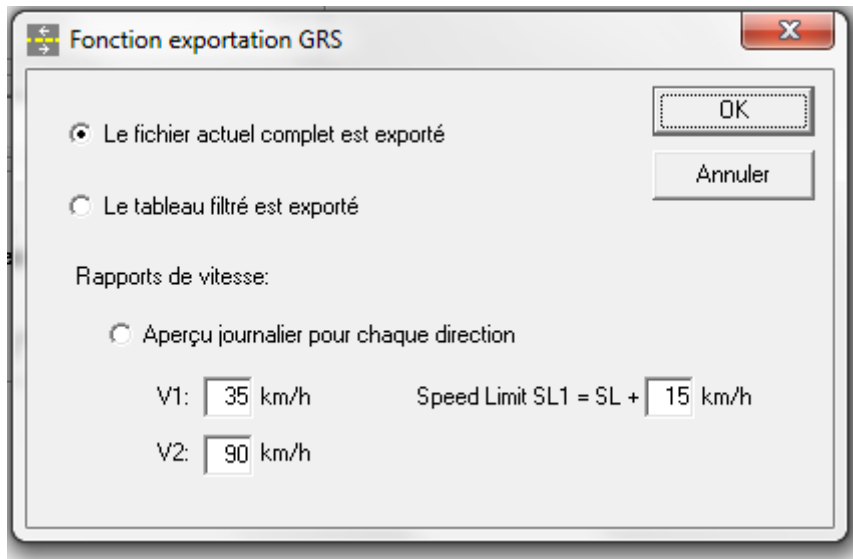 Fonction exportation GRS
OK
Le fichier actuel complet est exporté
Annuler
Le tableau filtré est exporté
Rapports de vitesse:
Aperçu journalier pour chaque direction
V1: 35 km/h Speed Limit SL1 = SL + 15 km/h
V2: 90 km/h